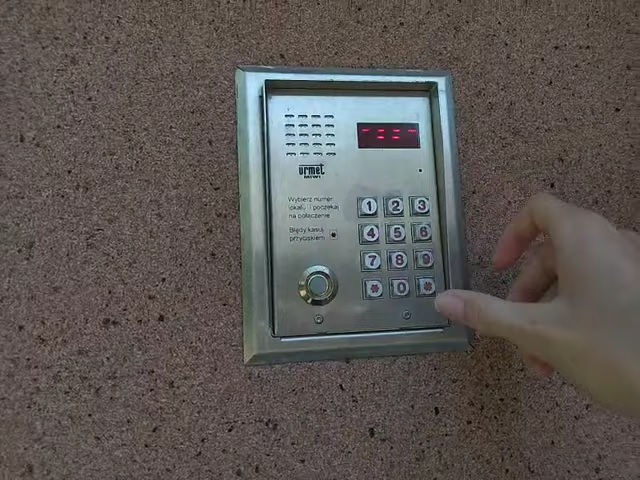 urmet
MIWI
Wybierz numer
lokalu i poczekaj
na połączenie
Błędy kasuj
przyciskiem
1 2 3
4 5 6
7 8 9
0